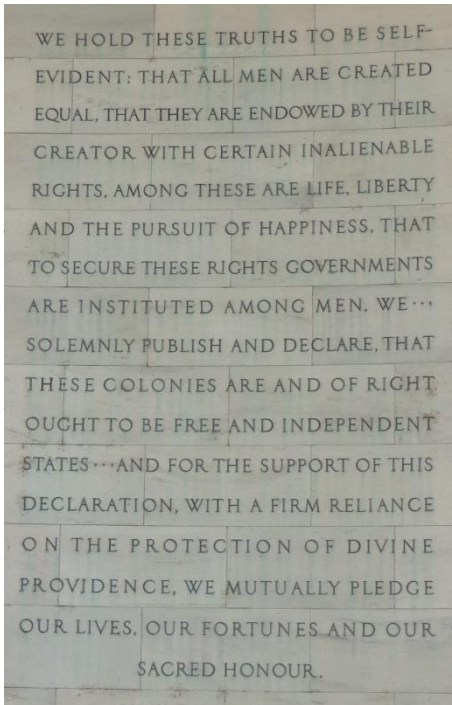 WE HOLD THESE TRUTHS TO BE SELF-
EVIDENT: THAT ALL MEN ARE CREATED
EQUAL, THAT THEY ARE ENDOWED BY THEIR
CREATOR WITH CERTAIN INALIENABLE
RIGHTS, AMONG THESE ARE LIFE, LIBERTY
AND THE PURSUIT OF HAPPINESS, THAT
TO SECURE THESE RIGHTS GOVERNMENTS
ARE INSTITUTED AMONG MEN. WE···
SOLEMNLY PUBLISH AND DECLARE, THAT
THESE COLONIES ARE AND OF RIGHT
OUGHT TO BE FREE AND INDEPENDENT
STATES···AND FOR THE SUPPORT OF THIS
DECLARATION, WITH A FIRM RELIANCE
ON THE PROTECTION OF DIVINE
PROVIDENCE, WE MUTUALLY PLEDGE
OUR LIVES, OUR FORTUNES AND OUR
SACRED HONOUR.